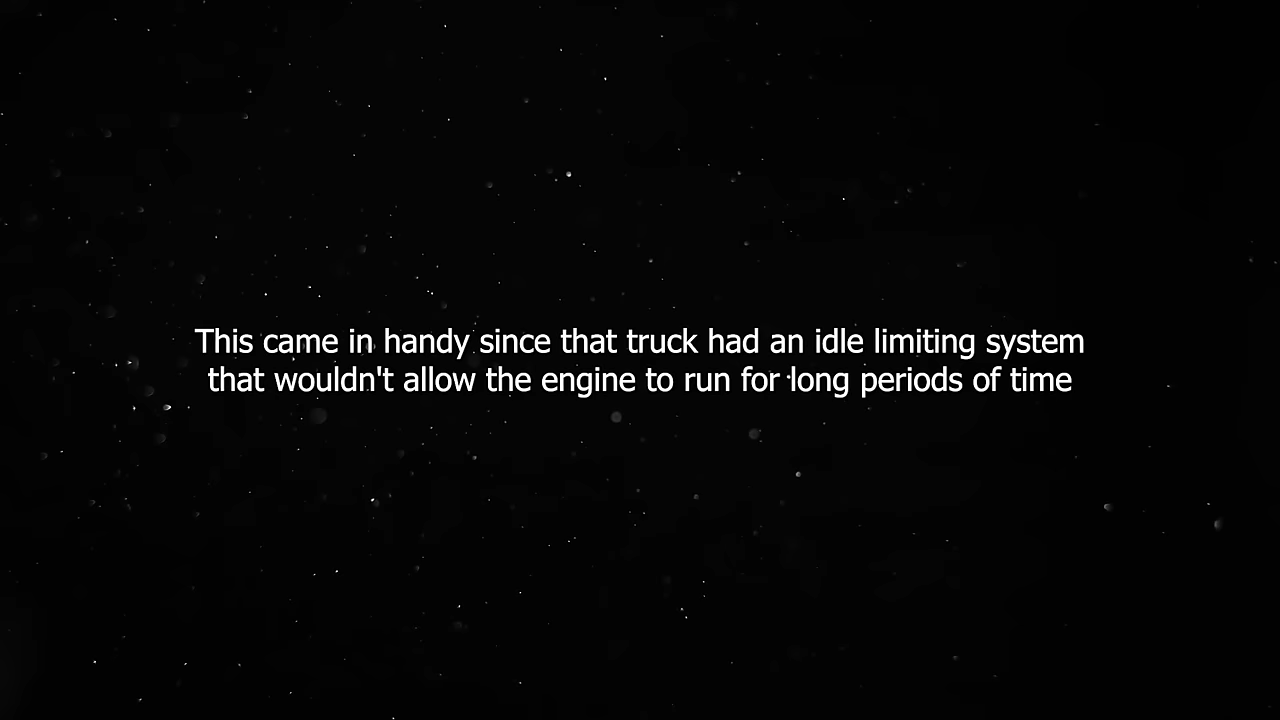 This came in handy since that truck had an idle limiting system
that wouldn't allow the engine to run for long periods of time